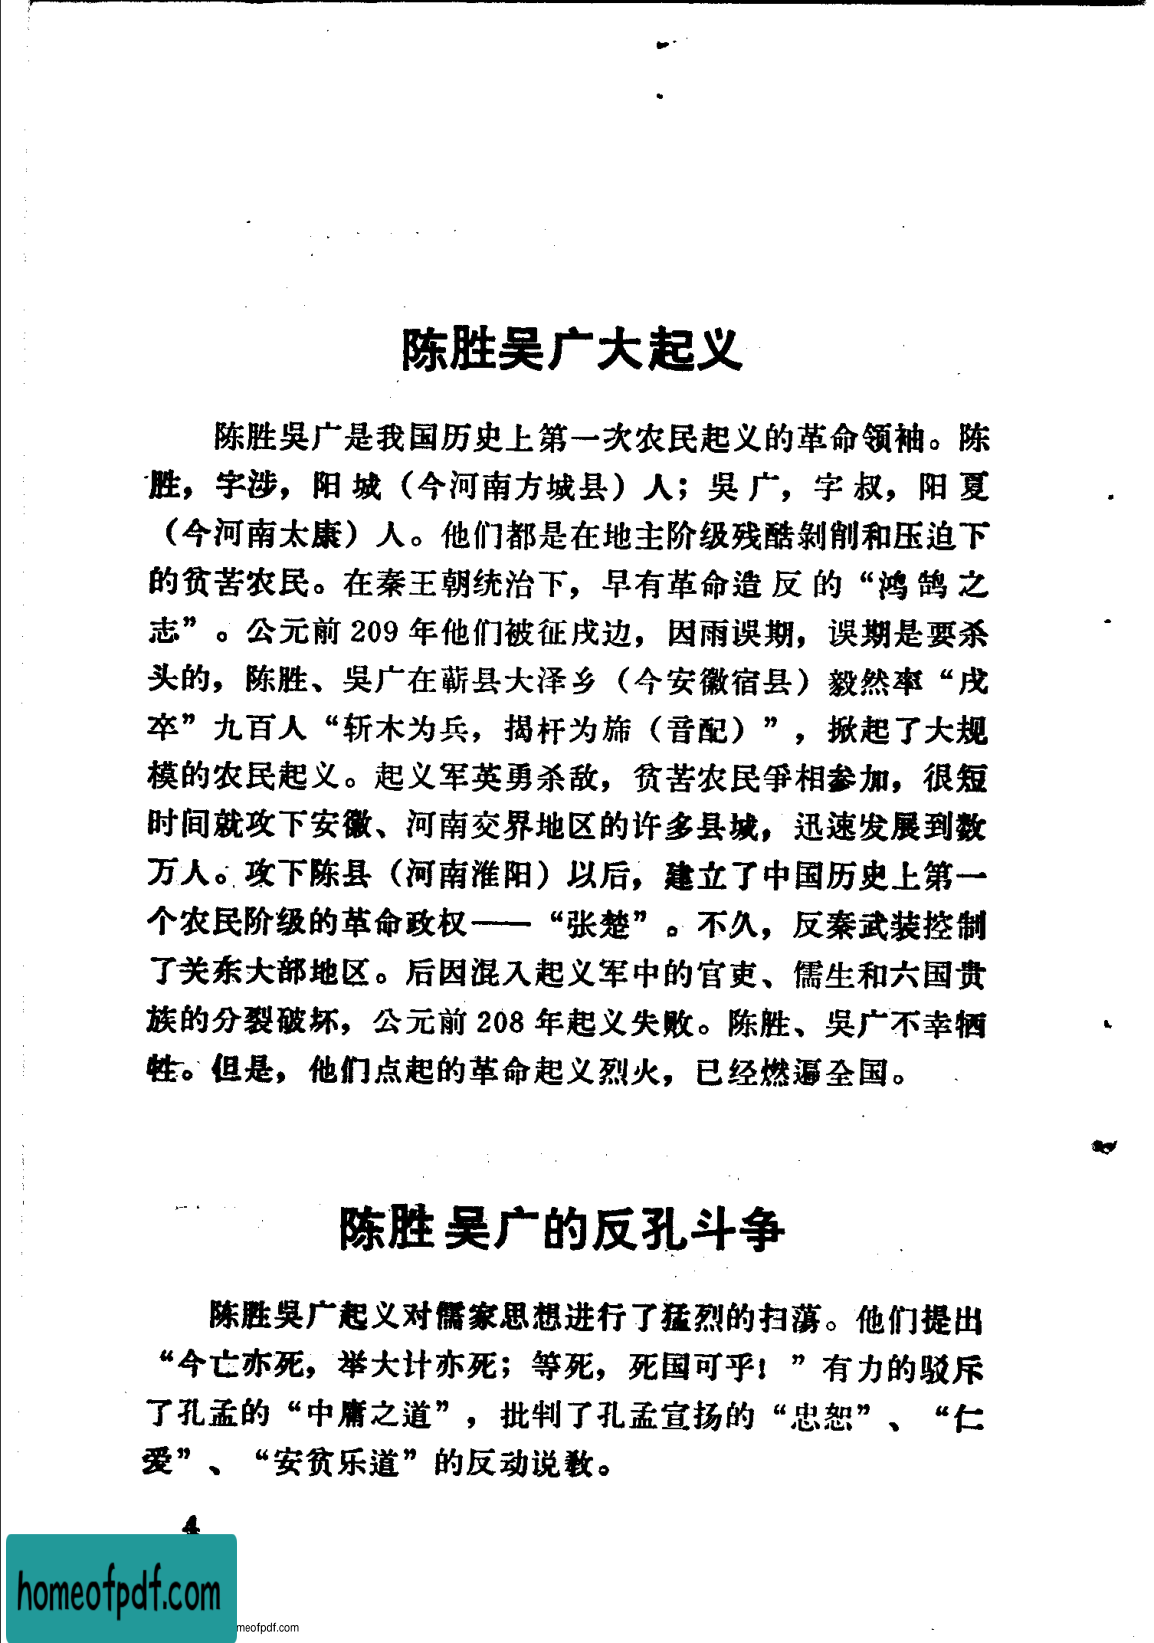 陈胜吴广大起义
陈胜吳广是我国历史上第一次农民起义的革命领袖。陈
胜，字涉，阳城（今河南方城县）人；吳广，字叔，阳夏
（今河南太康）人。他们都是在地主阶级残酷剝削和压迫下
的贫苦农民。在秦王朝统治下，早有革命造反的“鸿鹄之
志”。公元前209年他们被征戌边，因雨误期，误期是要杀
头的，陈胜、吳广在蕲县大泽乡（今安徽宿县）毅然率“戌
卒”九百人“斩木为兵，揭杆为旆（音配）”，掀起了大规
模的农民起义。起义军英勇杀敌，贫苦农民爭相参加，很短
时间就攻下安徽、河南交界地区的许多县城，迅速发展到数
万人。攻下陈县（河南淮阳）以后，建立了中国历史上第一
个农民阶级的革命政权——“张楚”。不久，反秦武装控制
了关东大部地区。后因混入起义军中的官吏、儒生和六国贵
族的分裂破坏，公元前208年起义失败。陈胜、吳广不幸牺
牲。但是，他们点起的革命起义烈火，已经燃遍全国。
陈胜吴广的反孔斗争
陈胜吳广起义对儒家思想进行了猛烈的扫荡。他们提出
“今亡亦死，举大计亦死；等死，死国可乎！”有力的驳斥
了孔孟的“中庸之道”，批判了孔孟宣扬的“忠恕”、“仁
爱”、“安贫乐道”的反动说教。
4
homeofpdf.com
meofpdf.com